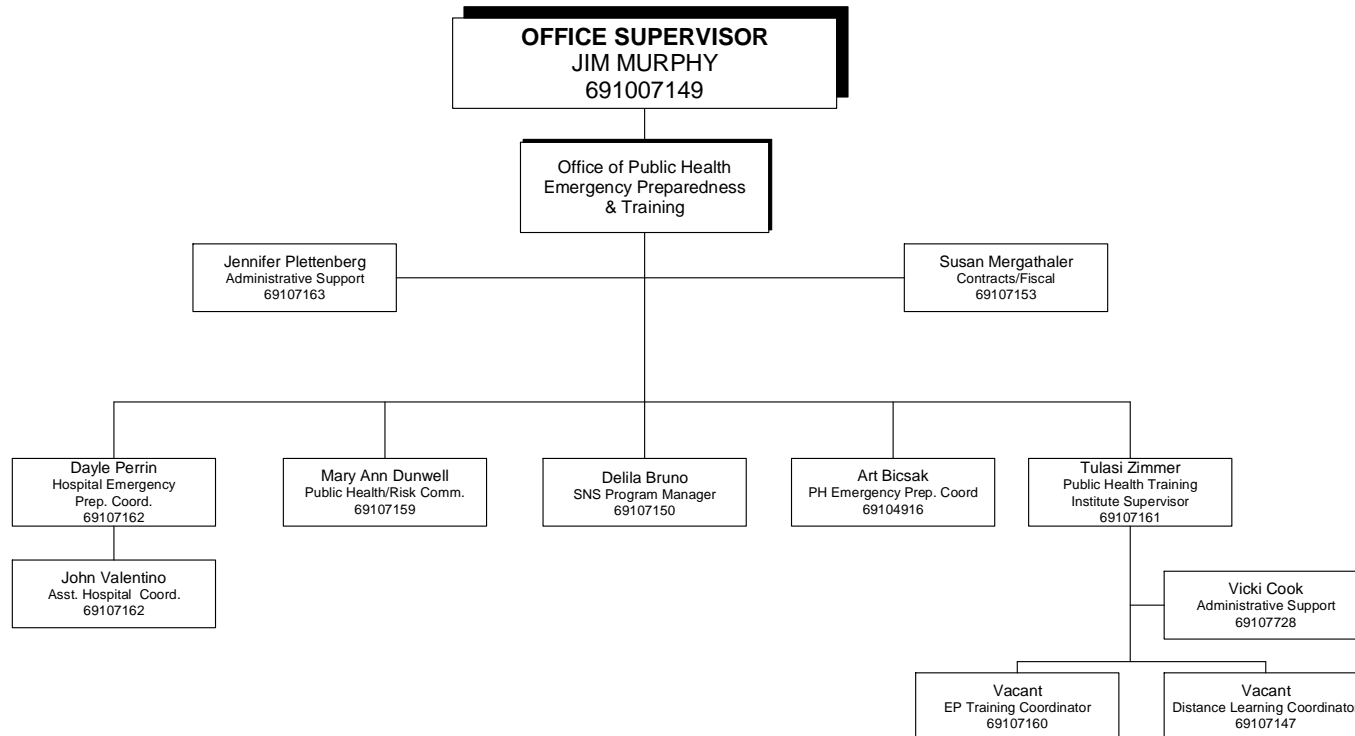 OFFICE SUPERVISOR
JIM MURPHY
691007149
Office of Public Health
Emergency Preparedness
& Training
Jennifer Plettenberg
Administrative Support
69107163
Susan Mergathaler
Contracts/Fiscal
69107153
Dayle Perrin
Hospital Emergency
Prep. Coord.
69107162
Mary Ann Dunwell
Public Health/Risk Comm.
69107159
Delila Bruno
SNS Program Manager
69107150
Art Bicsak
PH Emergency Prep. Coord
69104916
Tulasi Zimmer
Public Health Training
Institute Supervisor
69107161
John Valentino
Asst. Hospital  Coord.
69107162
Vicki Cook
Administrative Support
69107728
Vacant
EP Training Coordinator
69107160
Vacant
Distance Learning Coordinator
69107147